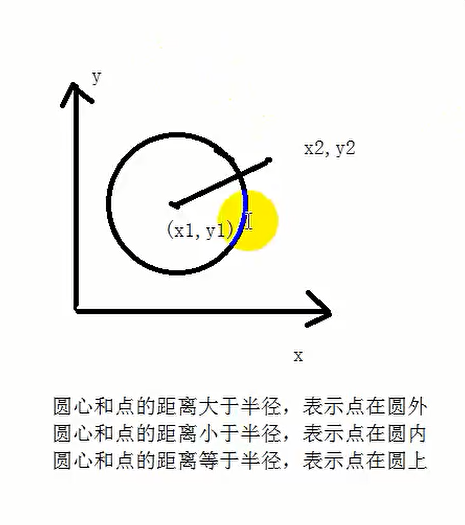 y
x2,y2
(x1,y1)
x
圆心和点的距离大于半径，表示点在圆外
圆心和点的距离小于半径，表示点在圆内
圆心和点的距离等于半径，表示点在圆上